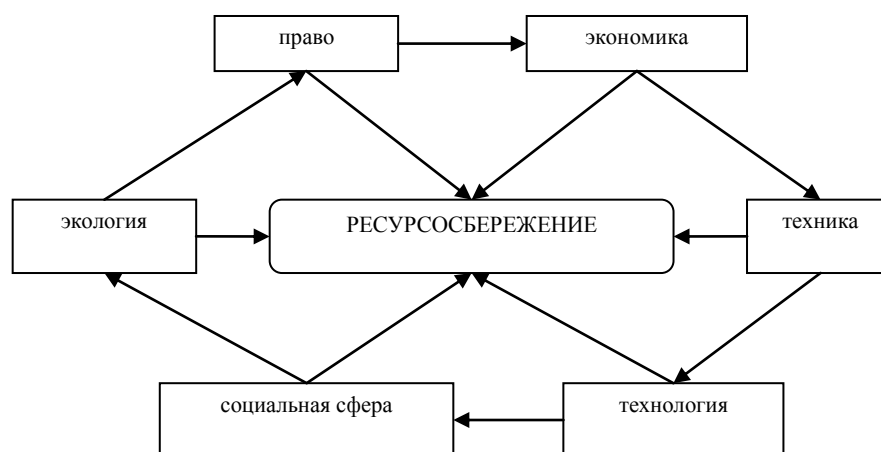 право
экономика
экология
РЕСУРСОСБЕРЕЖЕНИЕ
техника
социальная сфера
технология